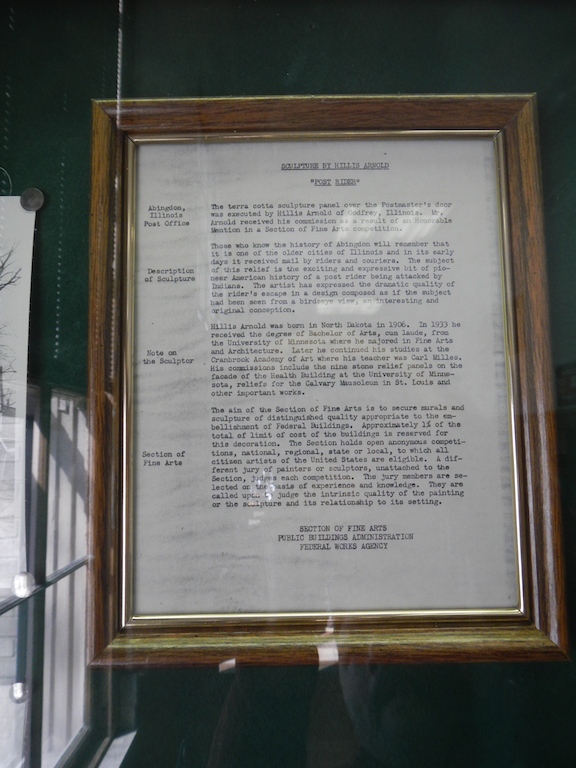 SCULPTURE BY HILLIS ARNOLD
"POST RIDER"
Abingdon,
Illinois
Post Office
The terra cotta sculpture panel over the Postmaster's door
was executed by Hillis Arnold of Godfrey, Illinois. Mr.
Arnold received his commission as a result of an Honorable
Mention in a Section of Fine Arts competition.
Description
of Sculpture
Those who know the history of Abingdon will remember that
it is one of the older cities of Illinois and in its early
days it received mail by riders and couriers. The subject
of this relief is the exciting and expressive bit of pio-
neer American history of a post rider being attacked by
Indians. The artist has expressed the dramatic quality of
the rider's escape in a design composed as if the subject
had been seen from a birdseye view, an interesting and
original conception.
Note on
the Sculptor
Hillis Arnold was born in North Dakota in 1906. In 1933 he
received the degree of Bachelor of Arts, cum laude, from
the University of Minnesota where he majored in Fine Arts
and Architecture. Later he continued his studies at the
Cranbrook Academy of Art where his teacher was Carl Milles.
His commissions include the nine stone relief panels on the
facade of the Health Building at the University of Minne-
sota, reliefs for the Calvary Mausoleum in St. Louis and
other important works.
Section of
Fine Arts
The aim of the Section of Fine Arts is to secure murals and
sculpture of distinguished quality appropriate to the em-
bellishment of Federal Buildings. Approximately 1% of the
total of limit of cost of the buildings is reserved for
this decoration. The Section holds open anonymous competi-
tions, national, regional, state or local, to which all
citizen artists of the United States are eligible. A dif-
ferent jury of painters or sculptors, unattached to the
Section, judges each competition. The jury members are se-
lected on the basis of experience and knowledge. They are
called upon to judge the intrinsic quality of the painting
or the sculpture and its relationship to its setting.
SECTION OF FINE ARTS
PUBLIC BUILDINGS ADMINISTRATION
FEDERAL WORKS AGENCY